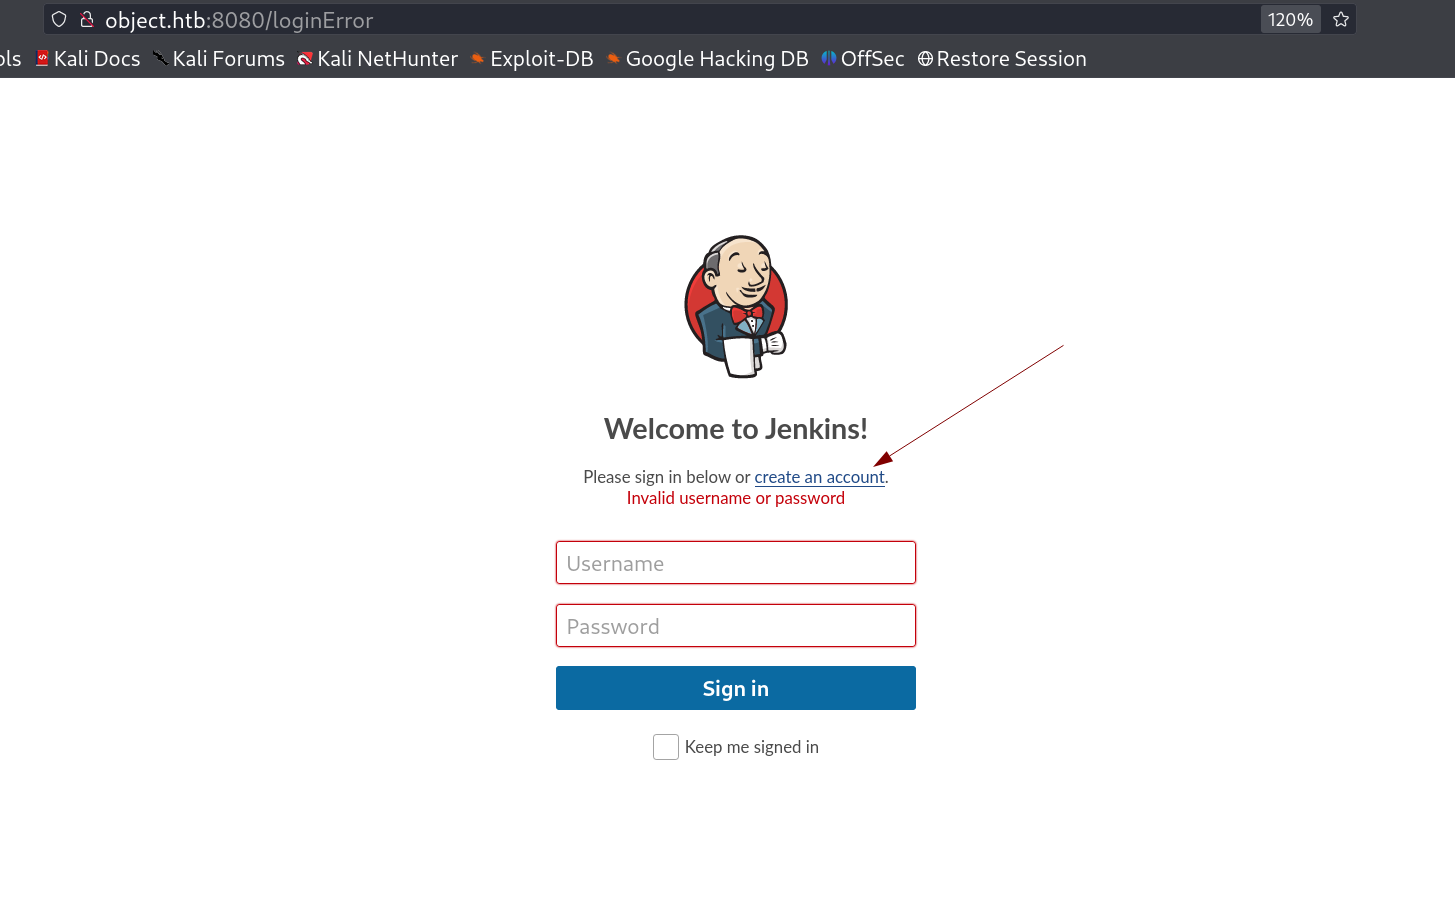 object.htb:8080/loginError 120%
Kali Docs Kali Forums Kali NetHunter Exploit-DB Google Hacking DB OffSec Restore Session
Welcome to Jenkins!
Please sign in below or create an account.
Invalid username or password
Username
Password
Sign in
Keep me signed in